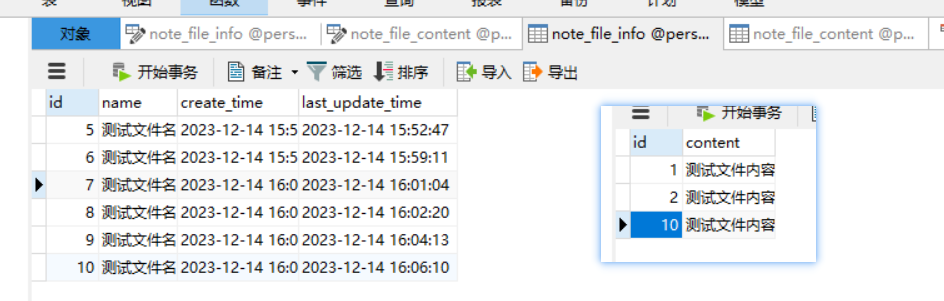 表 视图 函数 事件 查询 报表 备份 计划 模型
对象 note_file_info @pers... note_file_content @p... note_file_info @perso... note_file_content @p...
开始事务 备注 筛选 排序 导入 导出
id name create_time last_update_time
5 测试文件名 2023-12-14 15:5 2023-12-14 15:52:47
6 测试文件名 2023-12-14 15:5 2023-12-14 15:59:11
7 测试文件名 2023-12-14 16:0 2023-12-14 16:01:04
8 测试文件名 2023-12-14 16:0 2023-12-14 16:02:20
9 测试文件名 2023-12-14 16:0 2023-12-14 16:04:13
10 测试文件名 2023-12-14 16:0 2023-12-14 16:06:10
开始事务
id content
1 测试文件内容
2 测试文件内容
10 测试文件内容